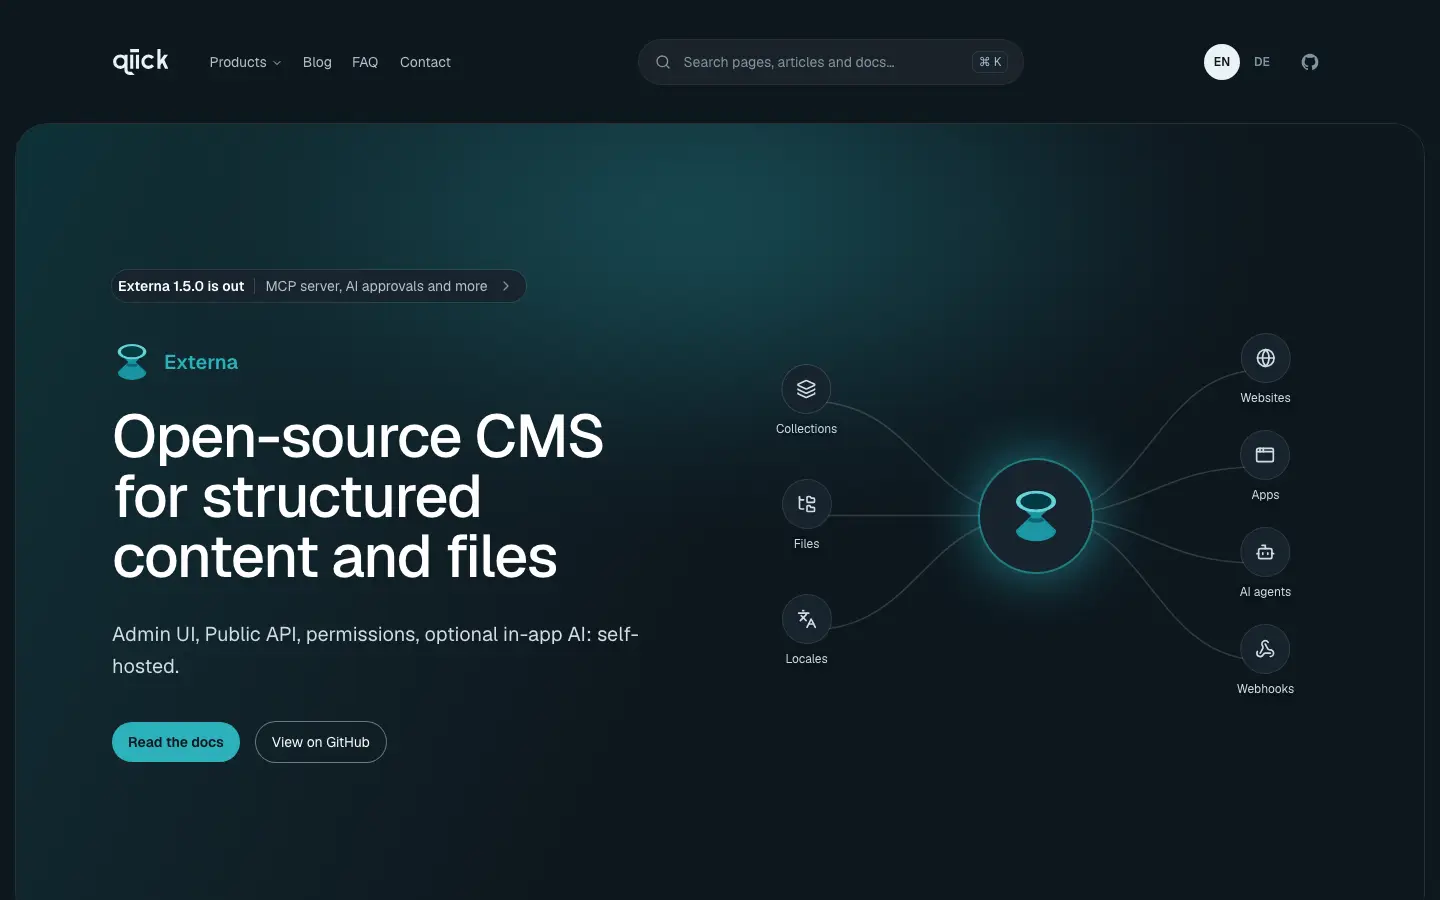 qiick
Products
Blog
FAQ
Contact
Search pages, articles and docs...
⌘ K
EN
DE
Externa 1.5.0 is out
MCP server, AI approvals and more
Externa
Open-source CMS
for structured
content and files
Admin UI, Public API, permissions, optional in-app AI: self-
hosted.
Read the docs
View on GitHub
Collections
Files
Locales
Websites
Apps
AI agents
Webhooks